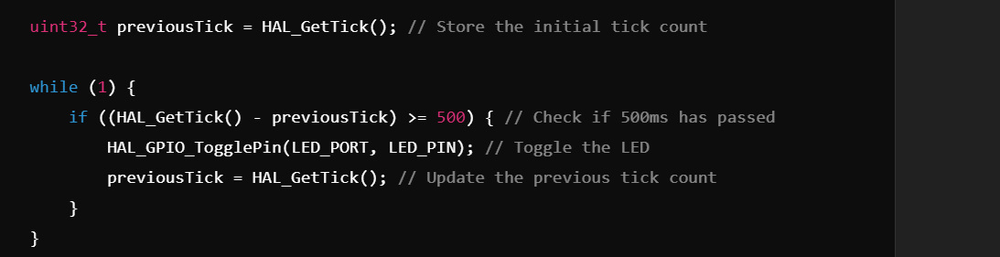 uint32_t previousTick = HAL_GetTick(); // Store the initial tick count
while (1) {
if ((HAL_GetTick() - previousTick) >= 500) { // Check if 500ms has passed
HAL_GPIO_TogglePin(LED_PORT, LED_PIN); // Toggle the LED
previousTick = HAL_GetTick(); // Update the previous tick count
}
}